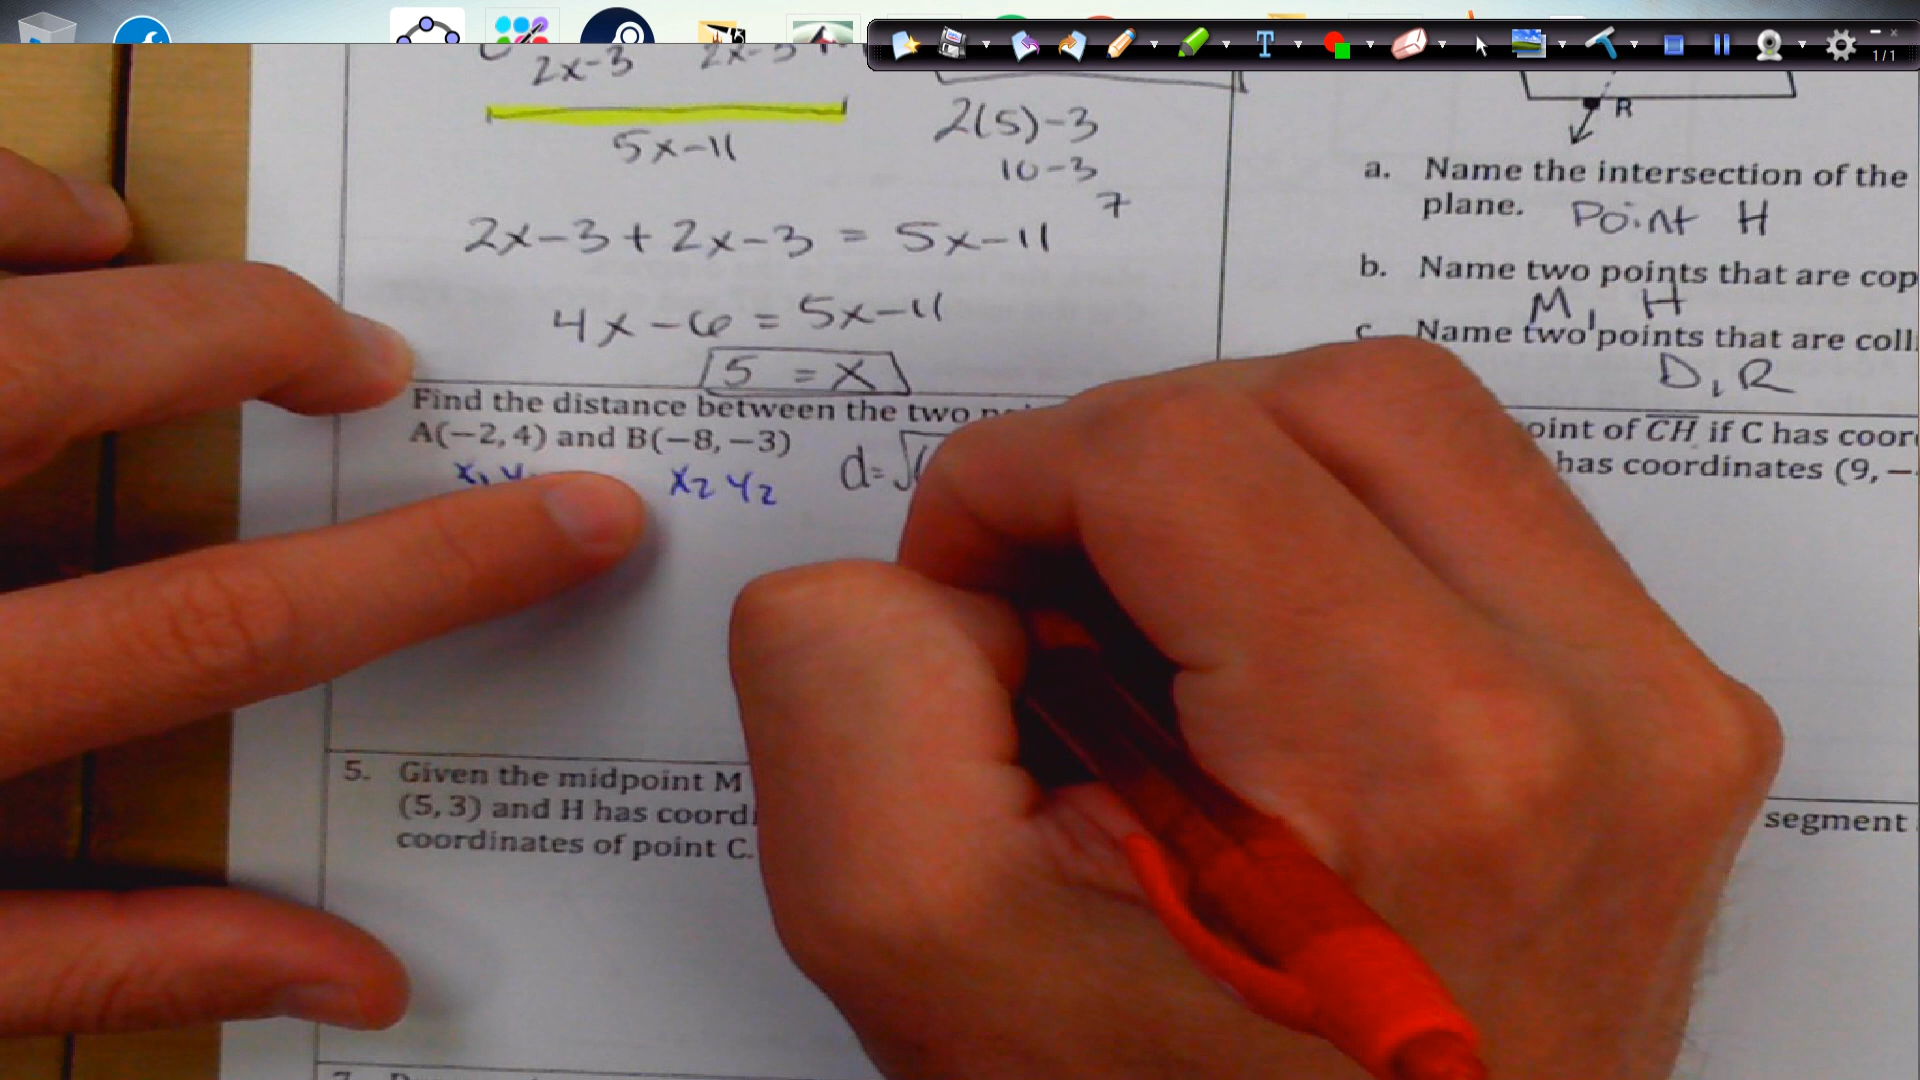 2x-3 2x-3
5x-11
2(5)-3
10-3
7
2x-3+2x-3 = 5x-11
4x-6=5x-11
5 = x
Find the distance between the two
A(−2,4) and B(−8,−3)
x₁ y
x₂ y₂
d=√(
R
a. Name the intersection of the
plane. Point H
b. Name two points that are cop
M, H
c. Name two points that are coll
D, R
oint of CH if C has coor
has coordinates (9, −
5. Given the midpoint M
(5,3) and H has coord
coordinates of point C.
segment
T
1/1